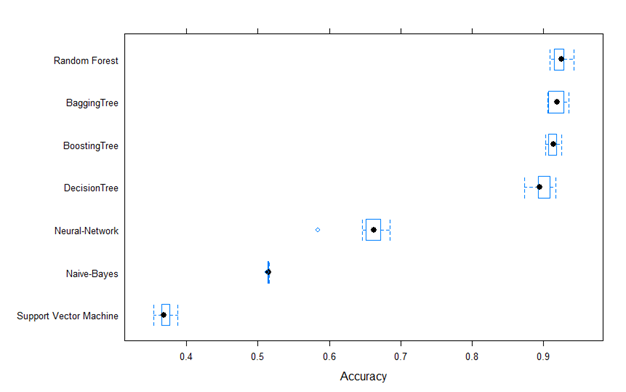 Random Forest
BaggingTree
BoostingTree
DecisionTree
Neural-Network
Naive-Bayes
Support Vector Machine
0.4 0.5 0.6 0.7 0.8 0.9
Accuracy